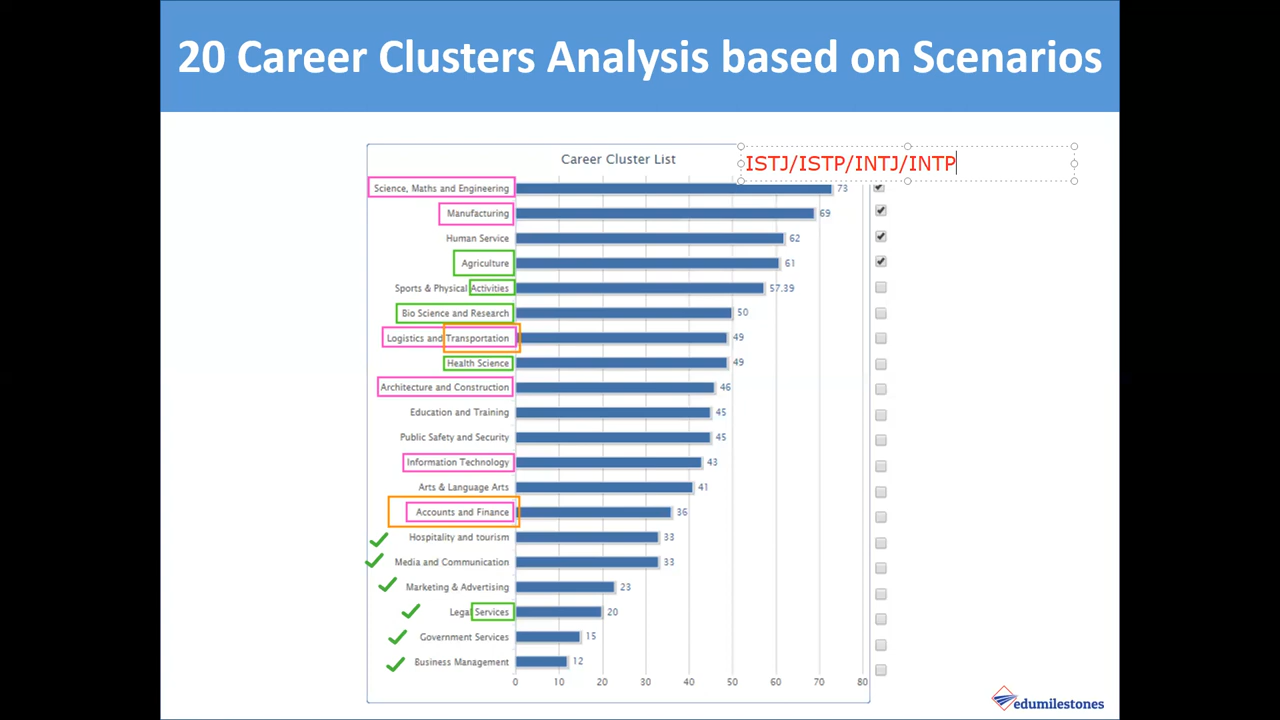 20 Career Clusters Analysis based on Scenarios
Career Cluster List
ISTJ/ISTP/INTJ/INTP
Science, Maths and Engineering 73
Manufacturing 69
Human Service 62
Agriculture 61
Sports & Physical Activities 57.39
Bio Science and Research 50
Logistics and Transportation 49
Health Science 49
Architecture and Construction 46
Education and Training 45
Public Safety and Security 45
Information Technology 43
Arts & Language Arts 41
Accounts and Finance 36
Hospitality and tourism 33
Media and Communication 33
Marketing & Advertising 23
Legal Services 20
Government Services 15
Business Management 12
0 10 20 30 40 50 60 70 80
edumilestones